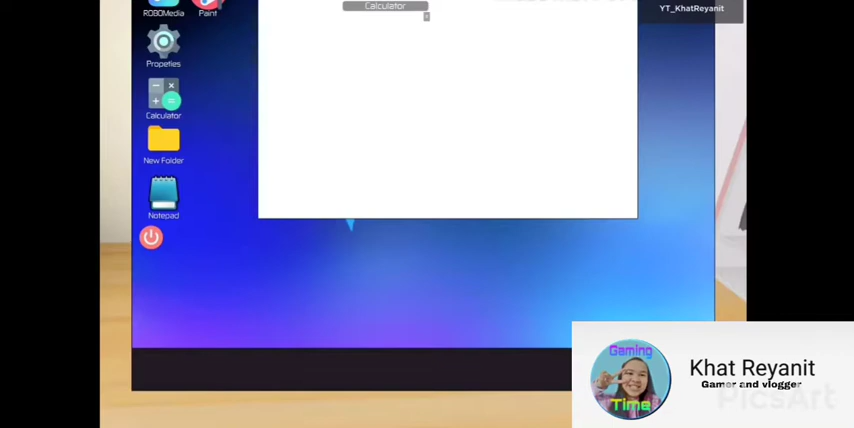 Calculator
YT_KhatReyanit
ROBOMedia
Paint
Propeties
Calculator
New Folder
Notepad
Gaming
Time
Khat Reyanit
Gamer and vlogger
PicsArt